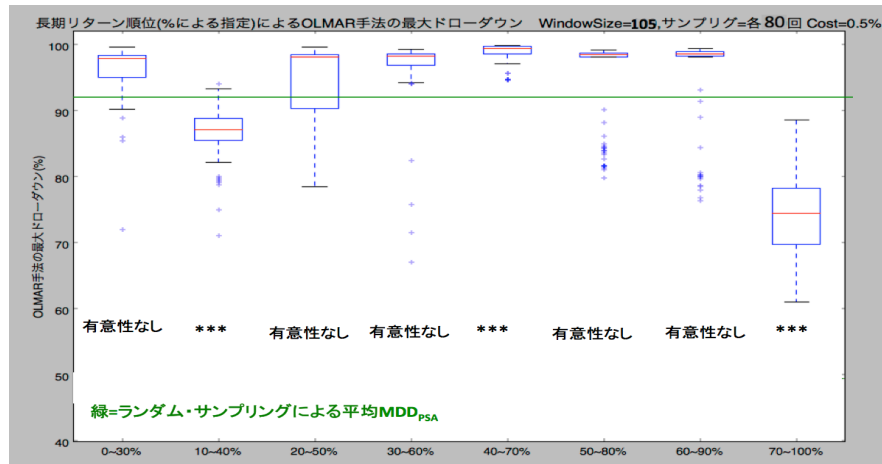 長期リターン順位(%による指定)によるOLMAR手法の最大ドローダウン WindowSize=105,サンプリグ=各80回 Cost=0.5%
OLMAR手法の最大ドローダウン(%)
100
90
80
70
60
50
40
有意性なし *** 有意性なし 有意性なし *** 有意性なし 有意性なし ***
緑=ランダム・サンプリングによる平均MDD_PSA
0~30% 10~40% 20~50% 30~60% 40~70% 50~80% 60~90% 70~100%